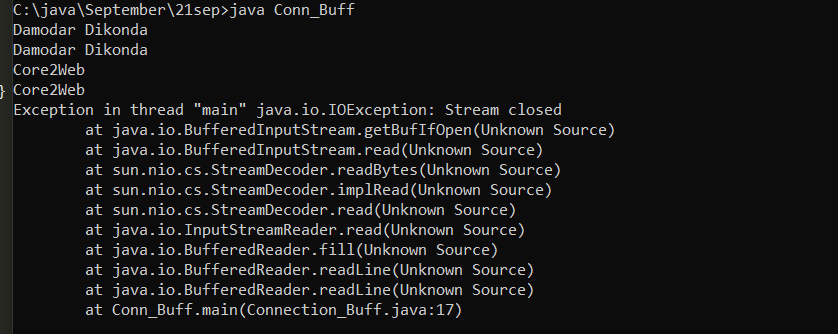 C:\java\September\21sep>java Conn_Buff
Damodar Dikonda
Damodar Dikonda
Core2Web
} Core2Web
Exception in thread "main" java.io.IOException: Stream closed
        at java.io.BufferedInputStream.getBufIfOpen(Unknown Source)
        at java.io.BufferedInputStream.read(Unknown Source)
        at sun.nio.cs.StreamDecoder.readBytes(Unknown Source)
        at sun.nio.cs.StreamDecoder.implRead(Unknown Source)
        at sun.nio.cs.StreamDecoder.read(Unknown Source)
        at java.io.InputStreamReader.read(Unknown Source)
        at java.io.BufferedReader.fill(Unknown Source)
        at java.io.BufferedReader.readLine(Unknown Source)
        at java.io.BufferedReader.readLine(Unknown Source)
        at Conn_Buff.main(Connection_Buff.java:17)